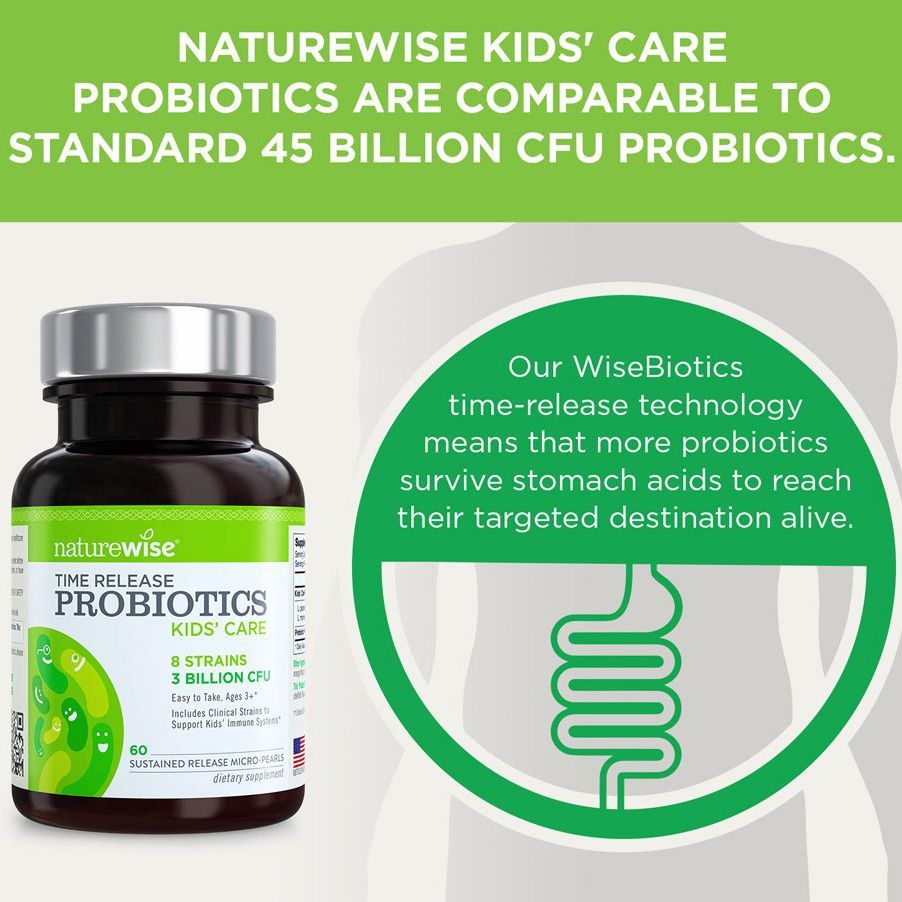 NATUREWISE KIDS' CARE
PROBIOTICS ARE COMPARABLE TO
STANDARD 45 BILLION CFU PROBIOTICS.
Our WiseBiotics
time-release technology
means that more probiotics
survive stomach acids to reach
their targeted destination alive.
naturewise®
TIME RELEASE
PROBIOTICS
KIDS' CARE
8 STRAINS
3 BILLION CFU
Easy to Take, Ages 3+*
Includes Clinical Strains to
Support Kids' Immune Systems*
60
SUSTAINED RELEASE MICRO-PEARLS
dietary supplement